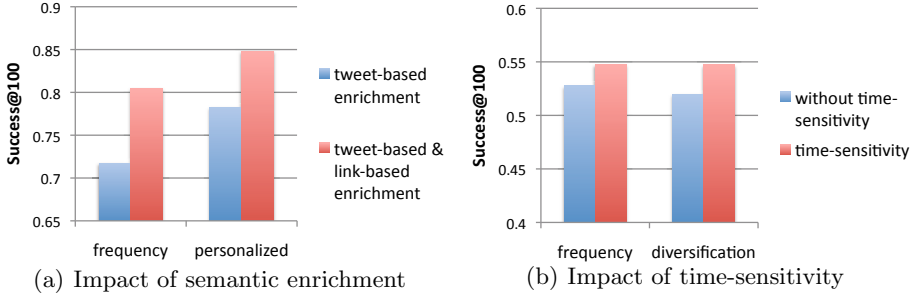 0.9
0.85
0.8
0.75
0.7
0.65
Success@100
frequency
personalized
tweet-based
enrichment
tweet-based &
link-based
enrichment
(a) Impact of semantic enrichment
0.6
0.55
0.5
0.45
0.4
Success@100
frequency
diversification
without time-
sensitivity
time-sensitivity
(b) Impact of time-sensitivity